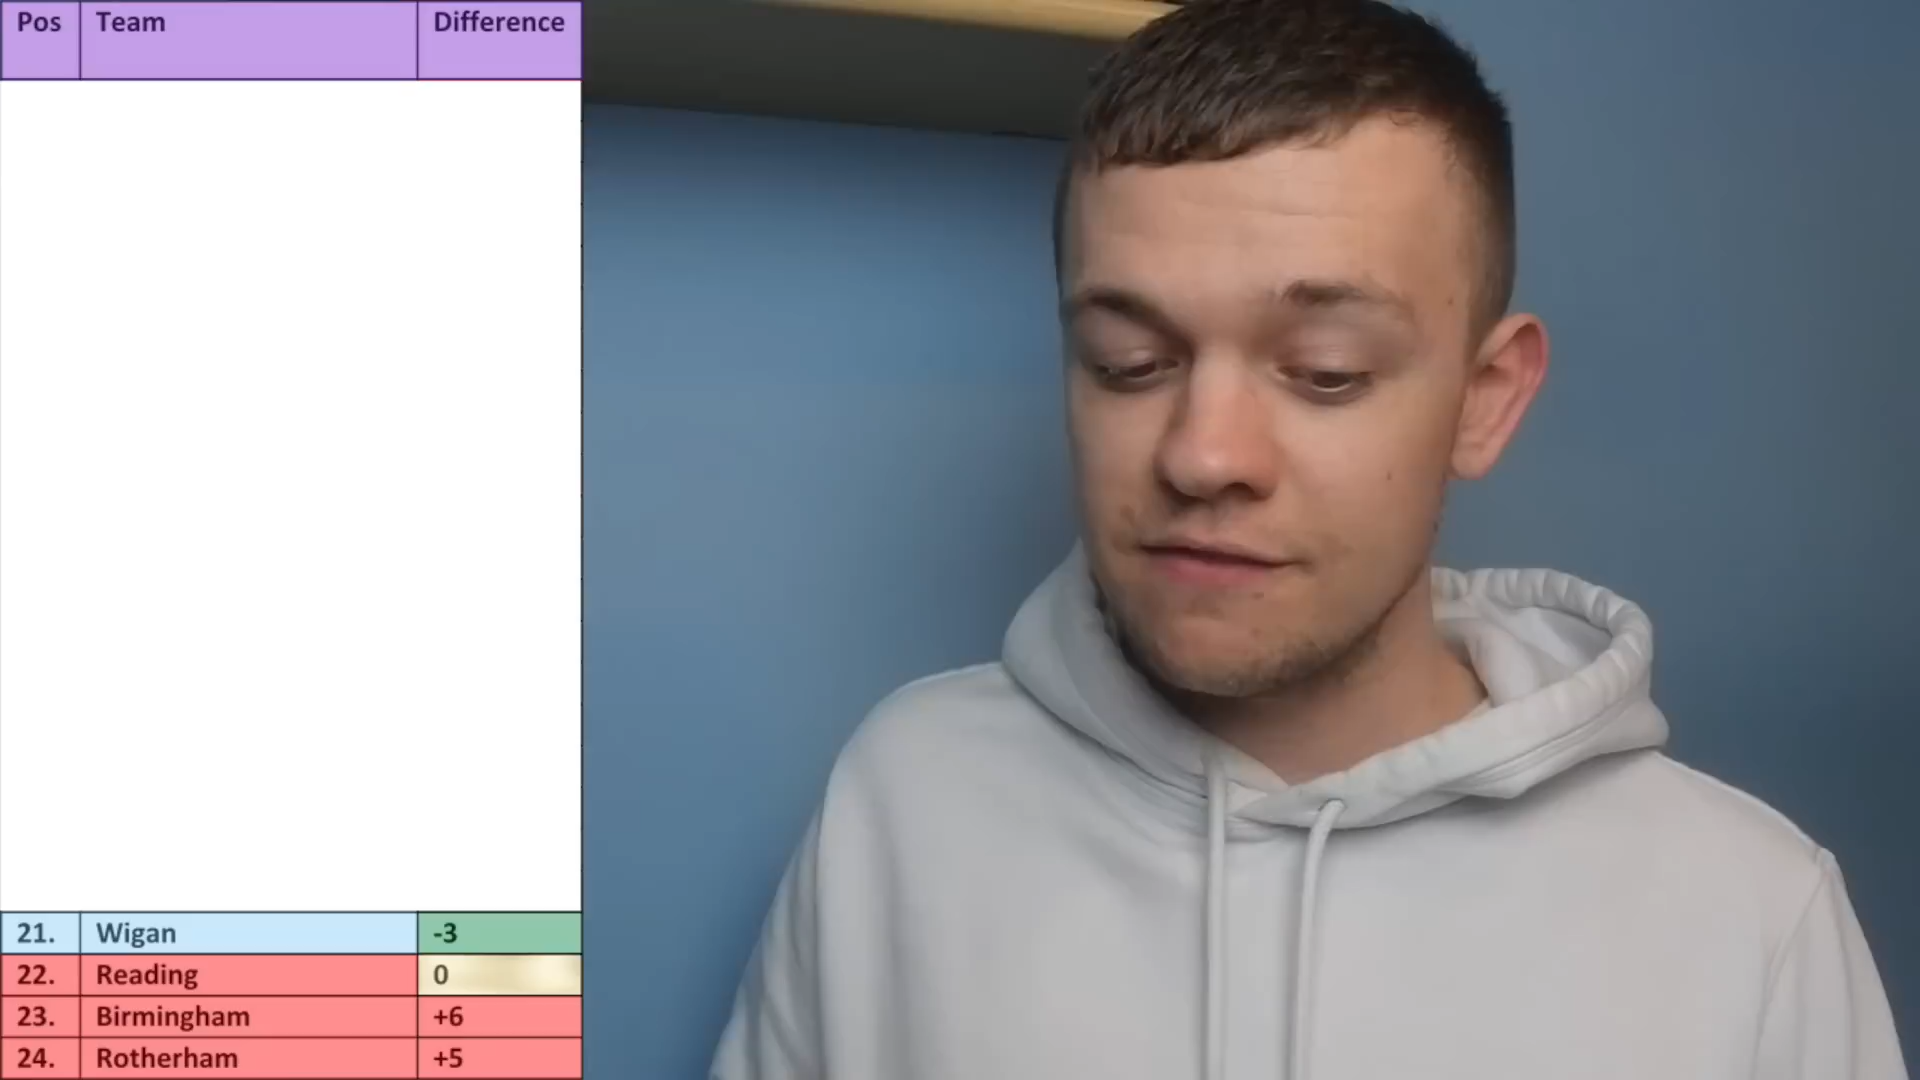 Pos Team Difference
21. Wigan -3
22. Reading 0
23. Birmingham +6
24. Rotherham +5